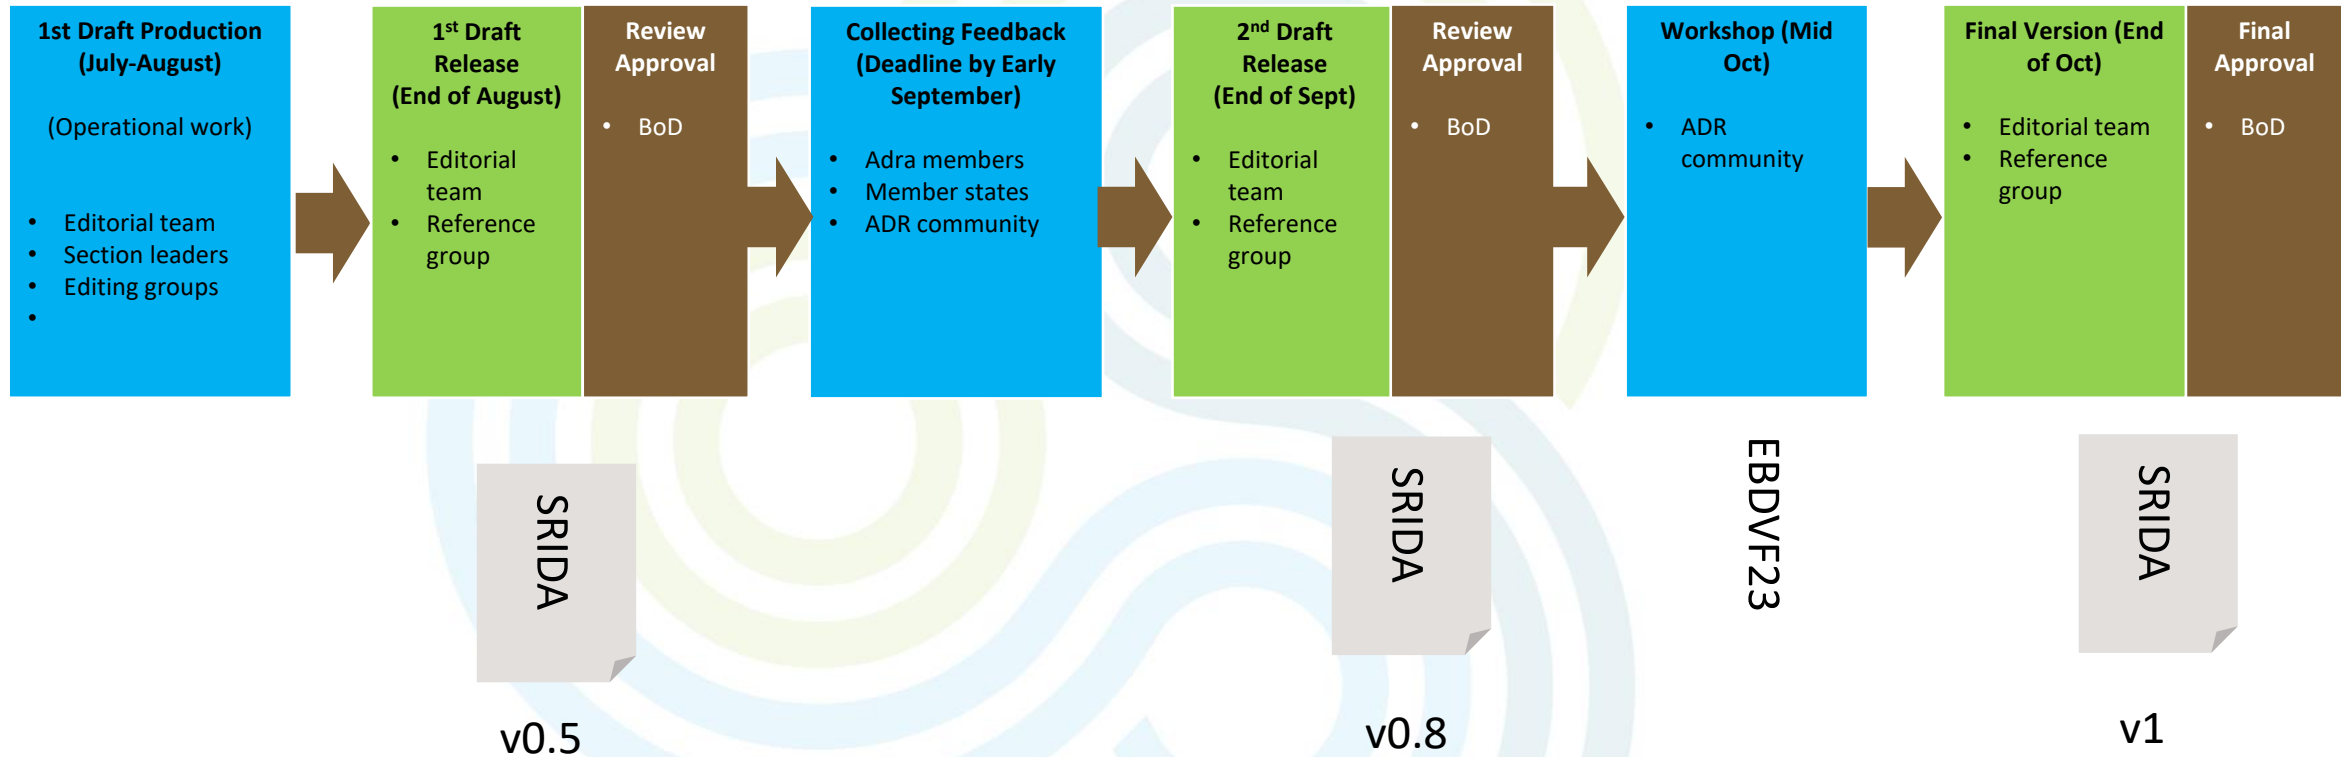 1st Draft Production
(July-August)
(Operational work)
• Editorial team
• Section leaders
• Editing groups
•
1st Draft
Release
(End of August)
• Editorial
team
• Reference
group
Review
Approval
• BoD
Collecting Feedback
(Deadline by Early
September)
• Adra members
• Member states
• ADR community
2nd Draft
Release
(End of Sept)
• Editorial
team
• Reference
group
Review
Approval
• BoD
Workshop (Mid
Oct)
• ADR
community
Final Version (End
of Oct)
• Editorial team
• Reference
group
Final
Approval
• BoD
SRIDA
v0.5
SRIDA
v0.8
EBDVF23
SRIDA
v1